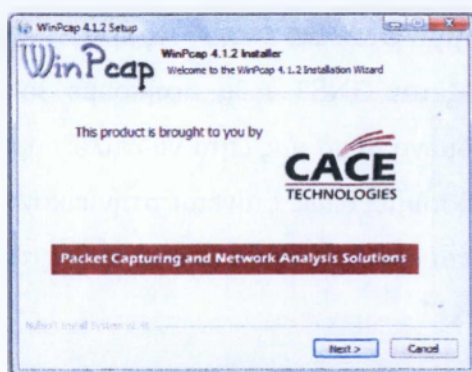 WinPcap 4.1.2 Setup
WinPcap
WinPcap 4.1.2 Installer
Welcome to the WinPcap 4.1.2 Installation Wizard
This product is brought to you by
CACE
TECHNOLOGIES
Packet Capturing and Network Analysis Solutions
Next >
Cancel